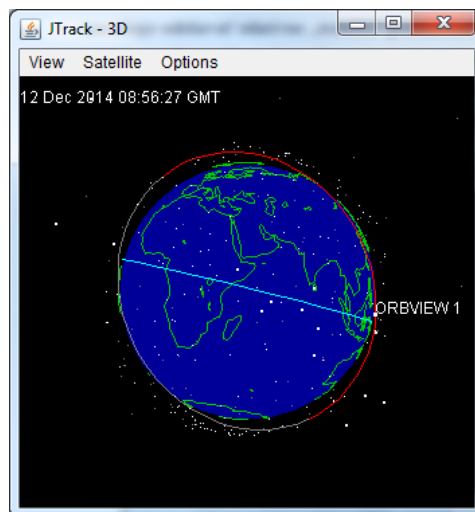 JTrack - 3D
View Satellite Options
12 Dec 2014 08:56:27 GMT
ORBVIEW 1